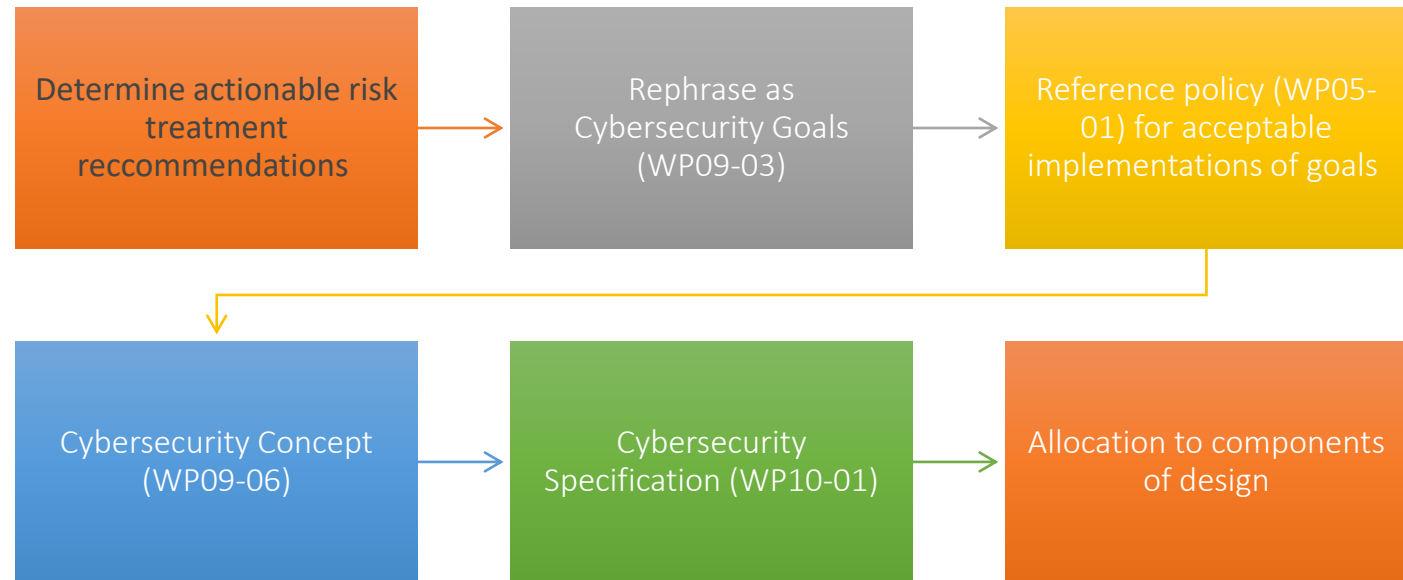 Determine actionable risk
treatment
reccommendations
Rephrase as
Cybersecurity Goals
(WP09-03)
Reference policy (WP05-
01) for acceptable
implementations of goals
Cybersecurity Concept
(WP09-06)
Cybersecurity
Specification (WP10-01)
Allocation to components
of design